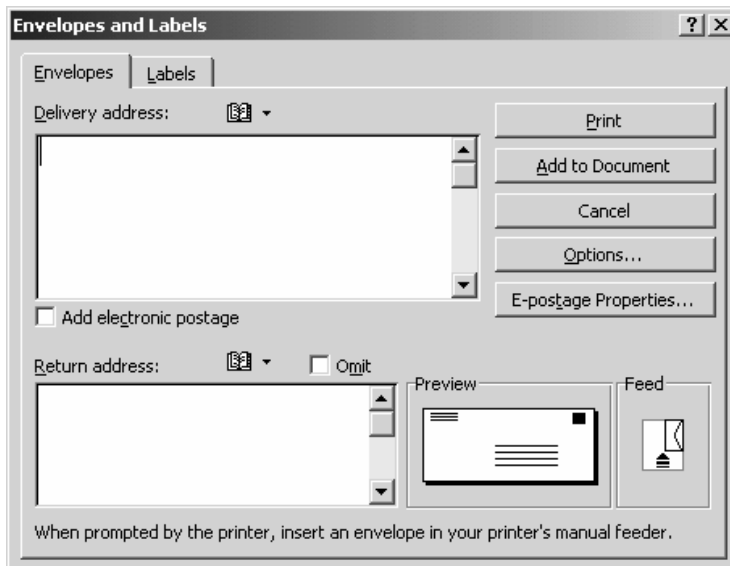 Envelopes and Labels
Envelopes Labels
Delivery address:
Print
Add to Document
Cancel
Options...
E-postage Properties...
Add electronic postage
Return address: Omit
Preview Feed
When prompted by the printer, insert an envelope in your printer's manual feeder.